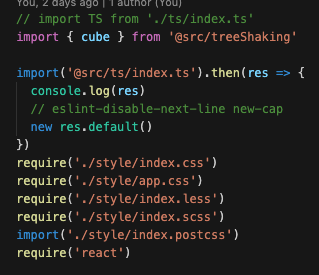 You, 2 days ago | 1 author (You)
// import TS from './ts/index.ts'
import { cube } from '@src/treeShaking'
import('@src/ts/index.ts').then(res => {
console.log(res)
// eslint-disable-next-line new-cap
new res.default()
})
require('./style/index.css')
require('./style/app.css')
require('./style/index.less')
require('./style/index.scss')
import('./style/index.postcss')
require('react')